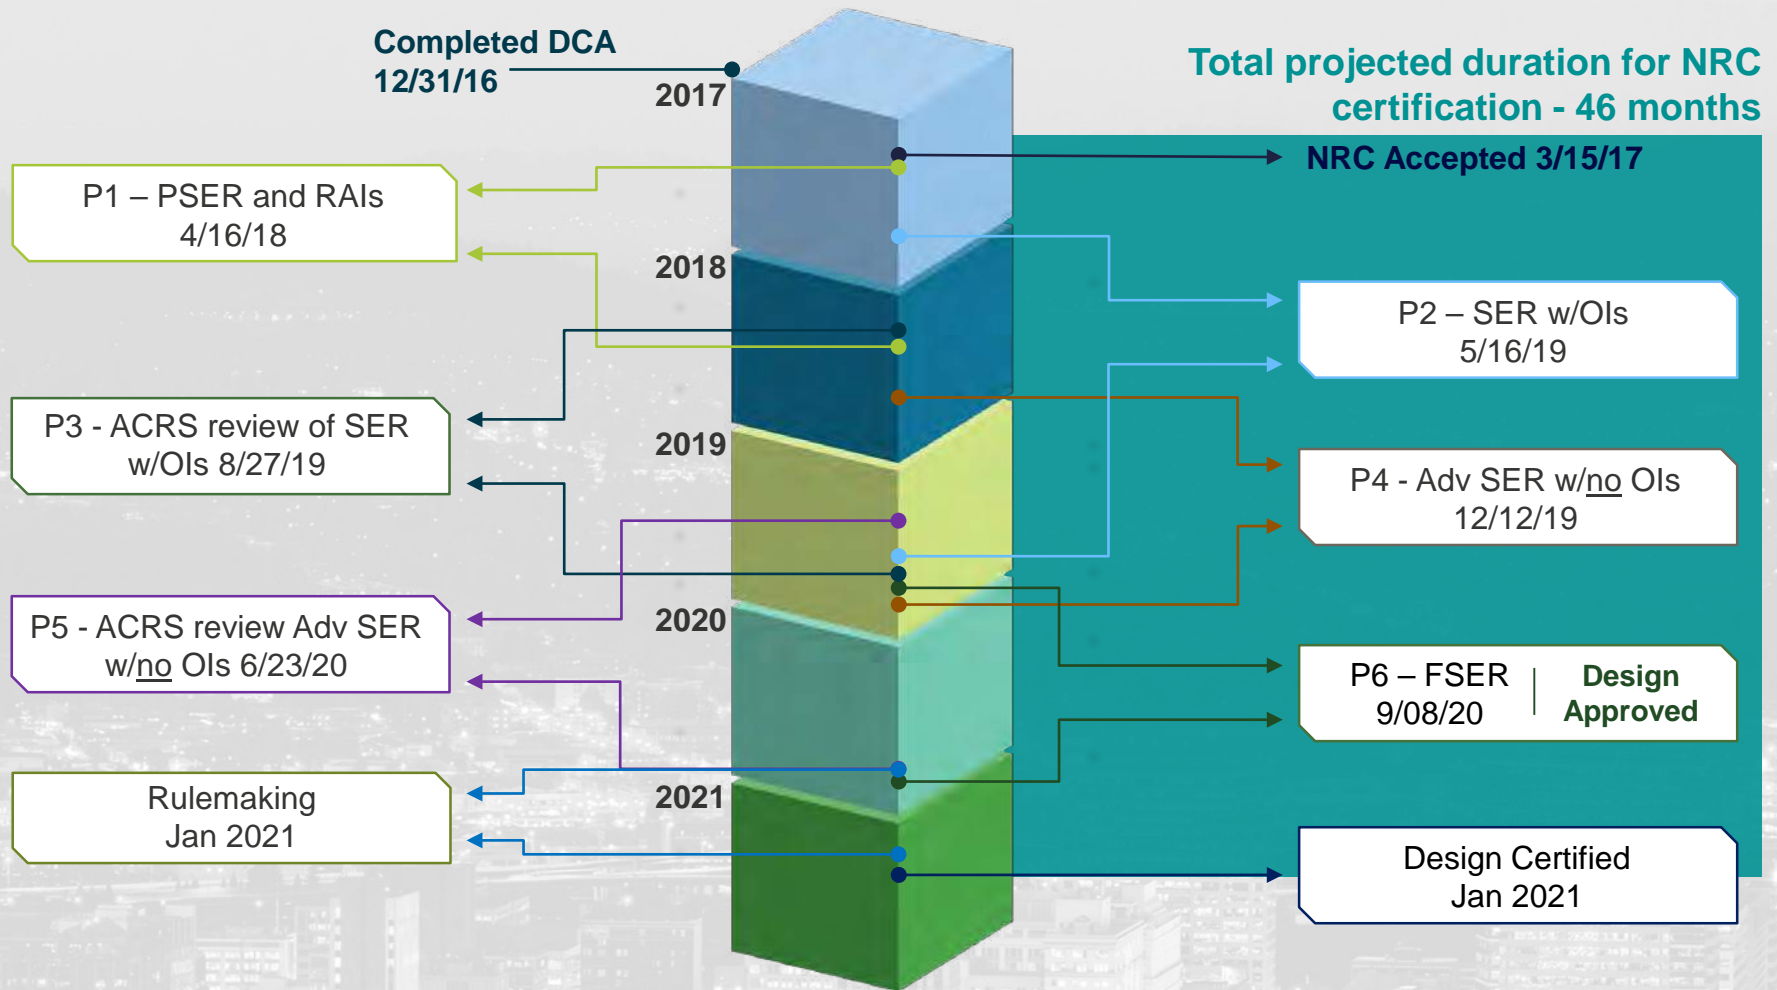 Completed DCA
12/31/16
Total projected duration for NRC
certification - 46 months
2017
NRC Accepted 3/15/17
P1 – PSER and RAIs
4/16/18
2018
P2 – SER w/OIs
5/16/19
P3 - ACRS review of SER
w/OIs 8/27/19
2019
P4 - Adv SER w/no OIs
12/12/19
P5 - ACRS review Adv SER
w/no OIs 6/23/20
2020
P6 – FSER
9/08/20
Design
Approved
Rulemaking
Jan 2021
2021
Design Certified
Jan 2021